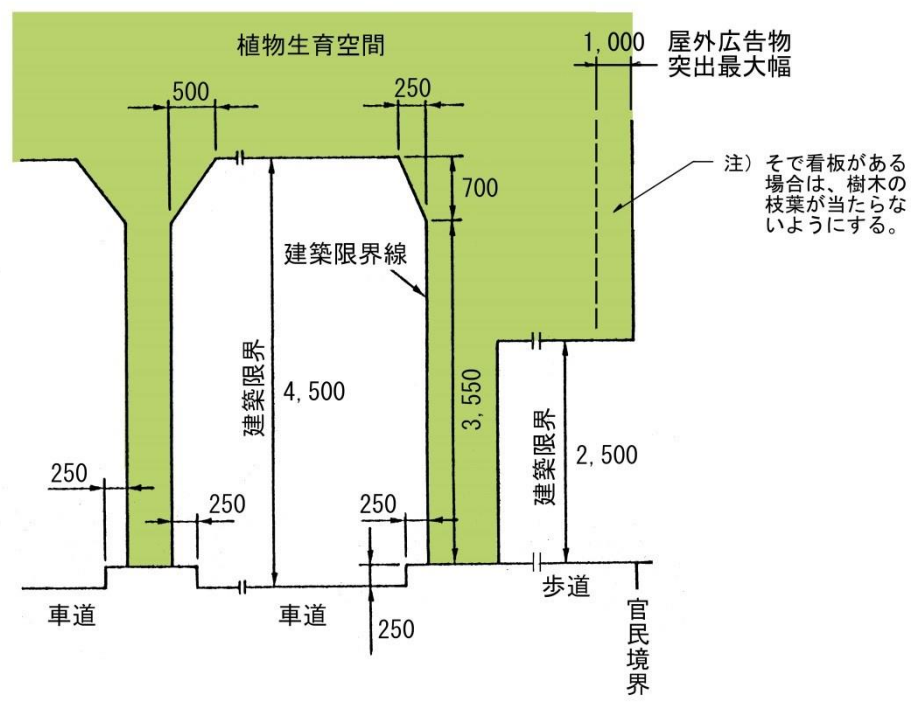 植物生育空間
1,000
屋外広告物
突出最大幅
500
250
700
注）そで看板がある
場合は、樹木の
枝葉が当たらな
いようにする。
建築限界線
建築限界
4,500
3,550
建築限界
2,500
250
250
250
250
車道
車道
歩道
官民境界